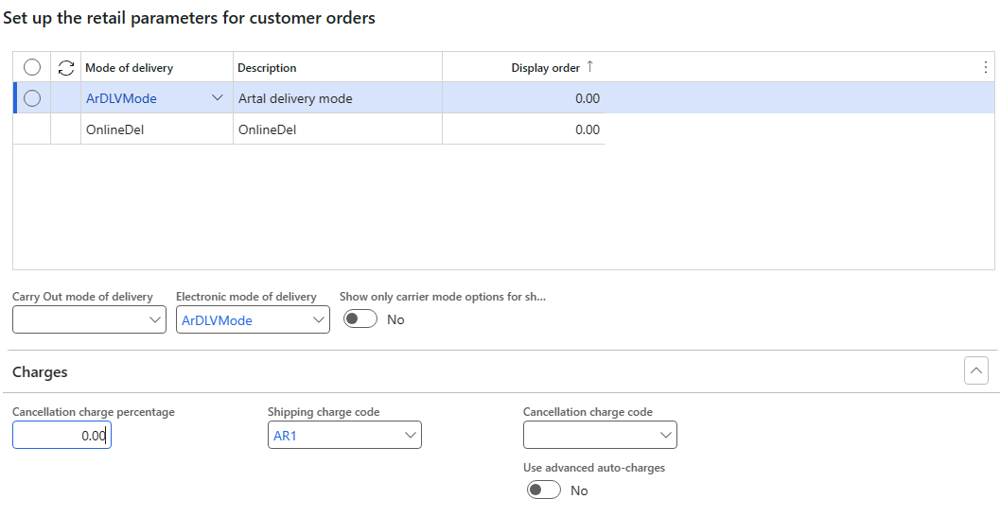 Set up the retail parameters for customer orders
Mode of delivery Description Display order ↑
ArDLVMode Artal delivery mode 0.00
OnlineDel OnlineDel 0.00
Carry Out mode of delivery Electronic mode of delivery Show only carrier mode options for sh...
ArDLVMode No
Charges
Cancellation charge percentage Shipping charge code Cancellation charge code
0.00 AR1
Use advanced auto-charges
No